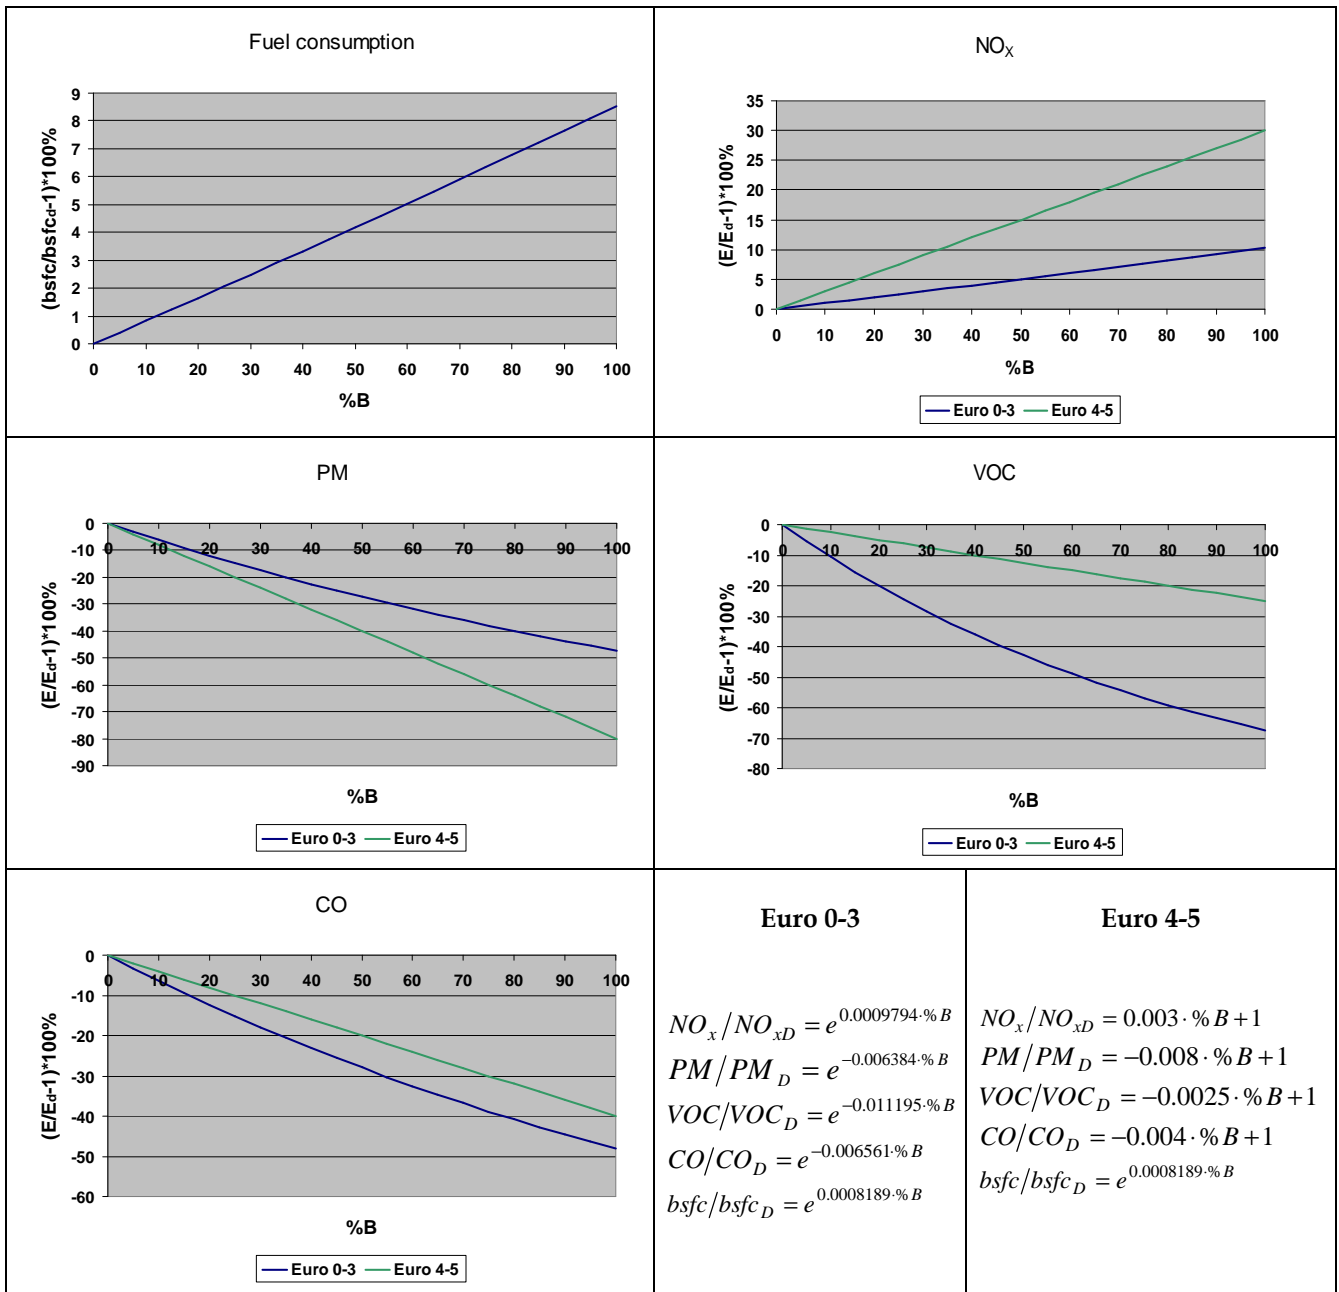 Fuel consumption
(bsfc/bsfcd-1)*100%
9
8
7
6
5
4
3
2
1
0
0 10 20 30 40 50 60 70 80 90 100
%B
NOX
(E/Ed-1)*100%
35
30
25
20
15
10
5
0
0 10 20 30 40 50 60 70 80 90 100
%B
Euro 0-3 Euro 4-5
PM
(E/Ed-1)*100%
0
-10
-20
-30
-40
-50
-60
-70
-80
-90
0 10 20 30 40 50 60 70 80 90 100
%B
Euro 0-3 Euro 4-5
VOC
(E/Ed-1)*100%
0
-10
-20
-30
-40
-50
-60
-70
-80
0 10 20 30 40 50 60 70 80 90 100
%B
Euro 0-3 Euro 4-5
CO
(E/Ed-1)*100%
0
-10
-20
-30
-40
-50
-60
0 10 20 30 40 50 60 70 80 90 100
%B
Euro 0-3 Euro 4-5
Euro 0-3
NOx/NOxD = e^0.0009794·%B
PM/PMD = e^-0.006384·%B
VOC/VOCD = e^-0.011195·%B
CO/COD = e^-0.006561·%B
bsfc/bsfcD = e^0.0008189·%B
Euro 4-5
NOx/NOxD = 0.003·%B+1
PM/PMD = -0.008·%B+1
VOC/VOCD = -0.0025·%B+1
CO/COD = -0.004·%B+1
bsfc/bsfcD = e^0.0008189·%B